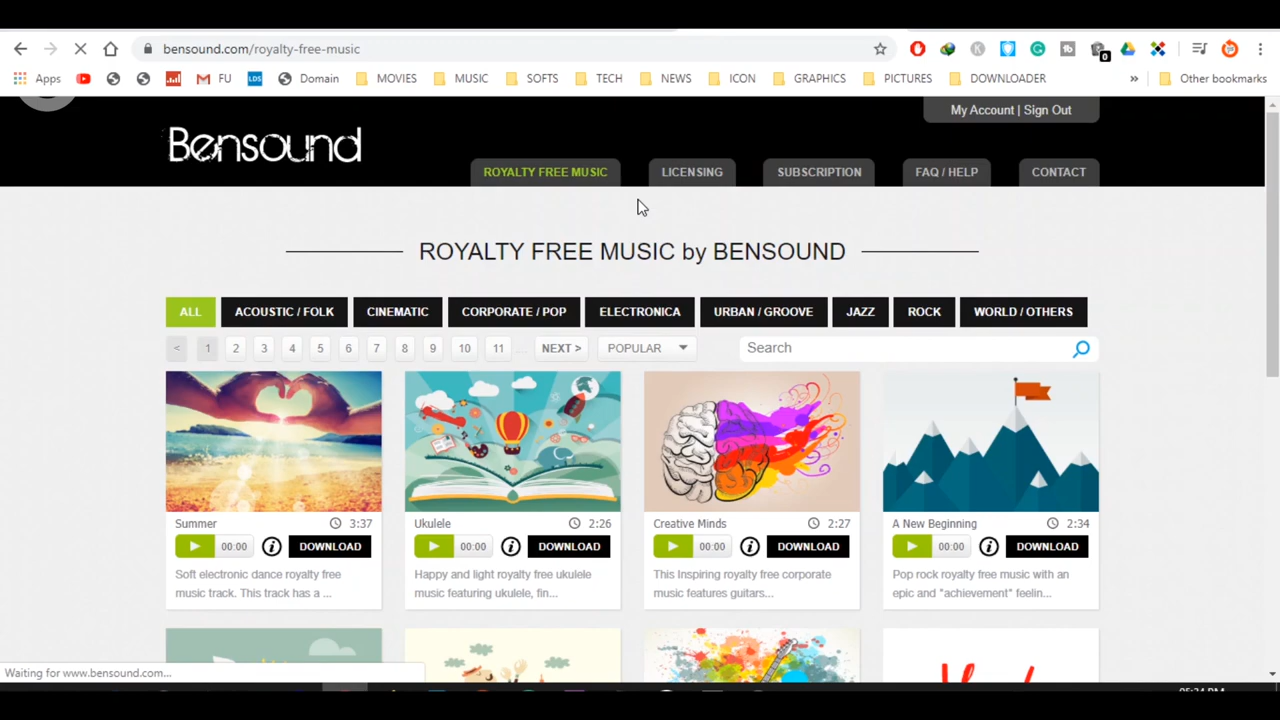 bensound.com/royalty-free-music
0
Apps FU LDS Domain MOVIES MUSIC SOFTS TECH NEWS ICON GRAPHICS PICTURES DOWNLOADER » Other bookmarks
My Account | Sign Out
Bensound
ROYALTY FREE MUSIC LICENSING SUBSCRIPTION FAQ / HELP CONTACT
ROYALTY FREE MUSIC by BENSOUND
ALL ACOUSTIC / FOLK CINEMATIC CORPORATE / POP ELECTRONICA URBAN / GROOVE JAZZ ROCK WORLD / OTHERS
< 1 2 3 4 5 6 7 8 9 10 11 ... NEXT > POPULAR Search
Summer 3:37
00:00 i DOWNLOAD
Soft electronic dance royalty free
music track. This track has a ...
Ukulele 2:26
00:00 i DOWNLOAD
Happy and light royalty free ukulele
music featuring ukulele, fin...
Creative Minds 2:27
00:00 i DOWNLOAD
This Inspiring royalty free corporate
music features guitars...
A New Beginning 2:34
00:00 i DOWNLOAD
Pop rock royalty free music with an
epic and "achievement" feelin...
Waiting for www.bensound.com...